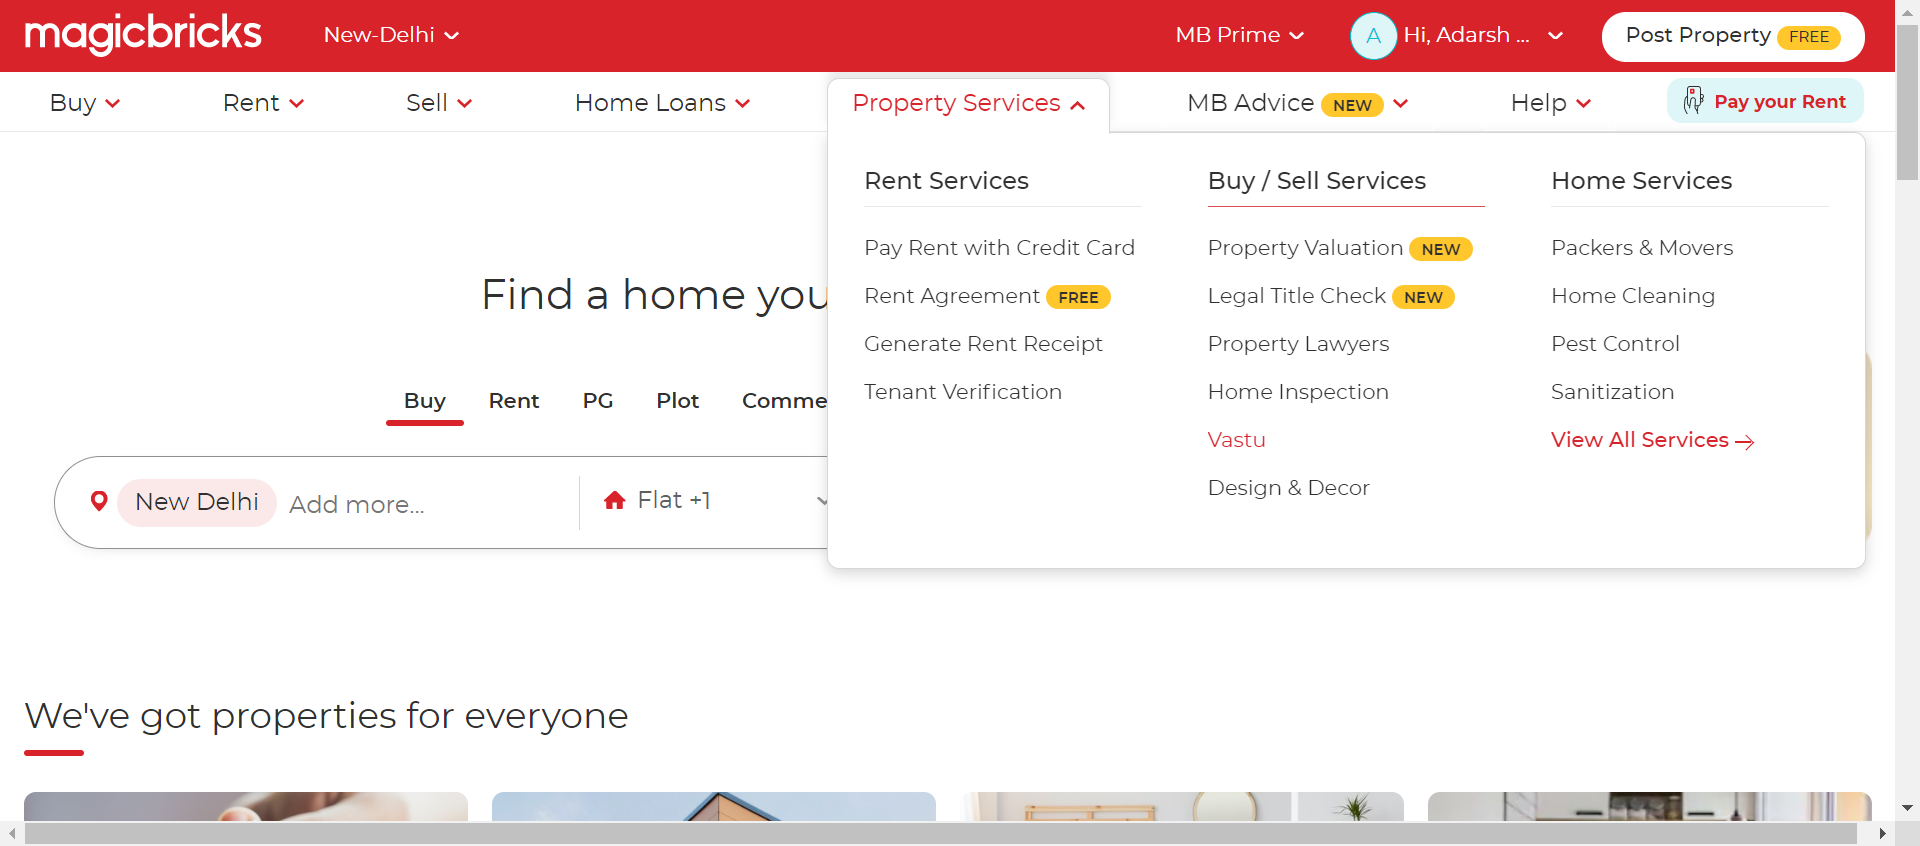 magicbricks
New-Delhi
MB Prime
A
Hi, Adarsh ...
Post Property FREE
Buy
Rent
Sell
Home Loans
Property Services
MB Advice NEW
Help
Pay your Rent
Rent Services
Pay Rent with Credit Card
Rent Agreement FREE
Generate Rent Receipt
Tenant Verification
Buy / Sell Services
Property Valuation NEW
Legal Title Check NEW
Property Lawyers
Home Inspection
Vastu
Design & Decor
Home Services
Packers & Movers
Home Cleaning
Pest Control
Sanitization
View All Services
Find a home you
Buy
Rent
PG
Plot
Comme
New Delhi
Add more...
Flat +1
We've got properties for everyone